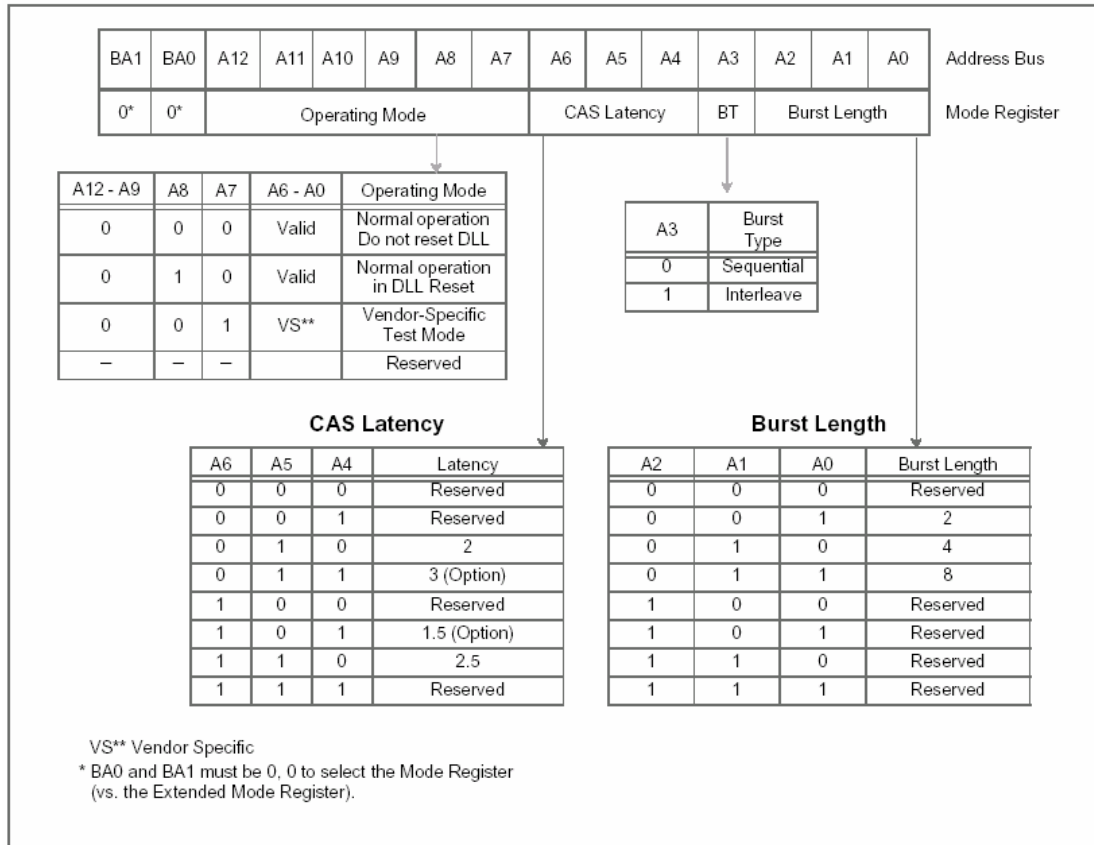 BA1 BA0 A12 A11 A10 A9 A8 A7 A6 A5 A4 A3 A2 A1 A0 Address Bus
0* 0* Operating Mode CAS Latency BT Burst Length Mode Register
A12 - A9 A8 A7 A6 - A0 Operating Mode
0 0 0 Valid Normal operation
Do not reset DLL
0 1 0 Valid Normal operation
in DLL Reset
0 0 1 VS** Vendor-Specific
Test Mode
– – – Reserved
A3 Burst
Type
0 Sequential
1 Interleave
CAS Latency
A6 A5 A4 Latency
0 0 0 Reserved
0 0 1 Reserved
0 1 0 2
0 1 1 3 (Option)
1 0 0 Reserved
1 0 1 1.5 (Option)
1 1 0 2.5
1 1 1 Reserved
Burst Length
A2 A1 A0 Burst Length
0 0 0 Reserved
0 0 1 2
0 1 0 4
0 1 1 8
1 0 0 Reserved
1 0 1 Reserved
1 1 0 Reserved
1 1 1 Reserved
VS** Vendor Specific
* BA0 and BA1 must be 0, 0 to select the Mode Register
(vs. the Extended Mode Register).